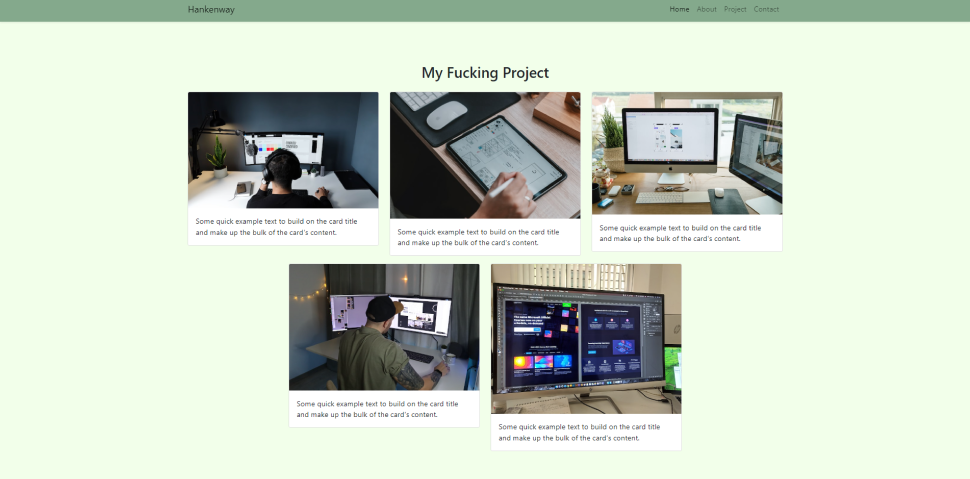 Hankenway
Home About Project Contact
My Fucking Project
Some quick example text to build on the card title
and make up the bulk of the card's content.
Some quick example text to build on the card title
and make up the bulk of the card's content.
Some quick example text to build on the card title
and make up the bulk of the card's content.
Some quick example text to build on the card title
and make up the bulk of the card's content.
Some quick example text to build on the card title
and make up the bulk of the card's content.